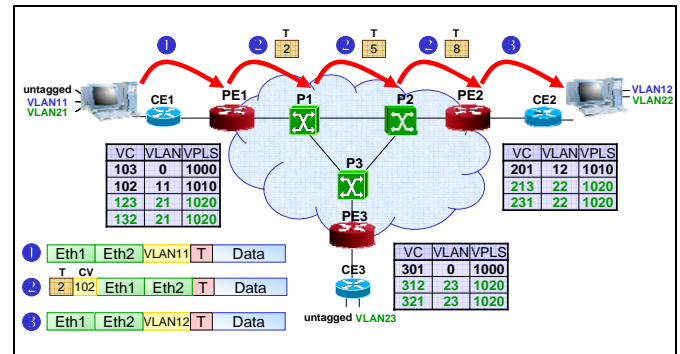 T T T
1 2 2 2 5 2 8 3
untagged
VLAN11
VLAN21
CE1 PE1 P1 P2 PE2 CE2
VLAN12
VLAN22
P3
PE3
CE3
untagged VLAN23
VC VLAN VPLS
103 0 1000
102 11 1010
123 21 1020
132 21 1020
VC VLAN VPLS
201 12 1010
213 22 1020
231 22 1020
VC VLAN VPLS
301 0 1000
312 23 1020
321 23 1020
1 Eth1 Eth2 VLAN11 T Data
T CV
2 2 102 Eth1 Eth2 T Data
3 Eth1 Eth2 VLAN12 T Data